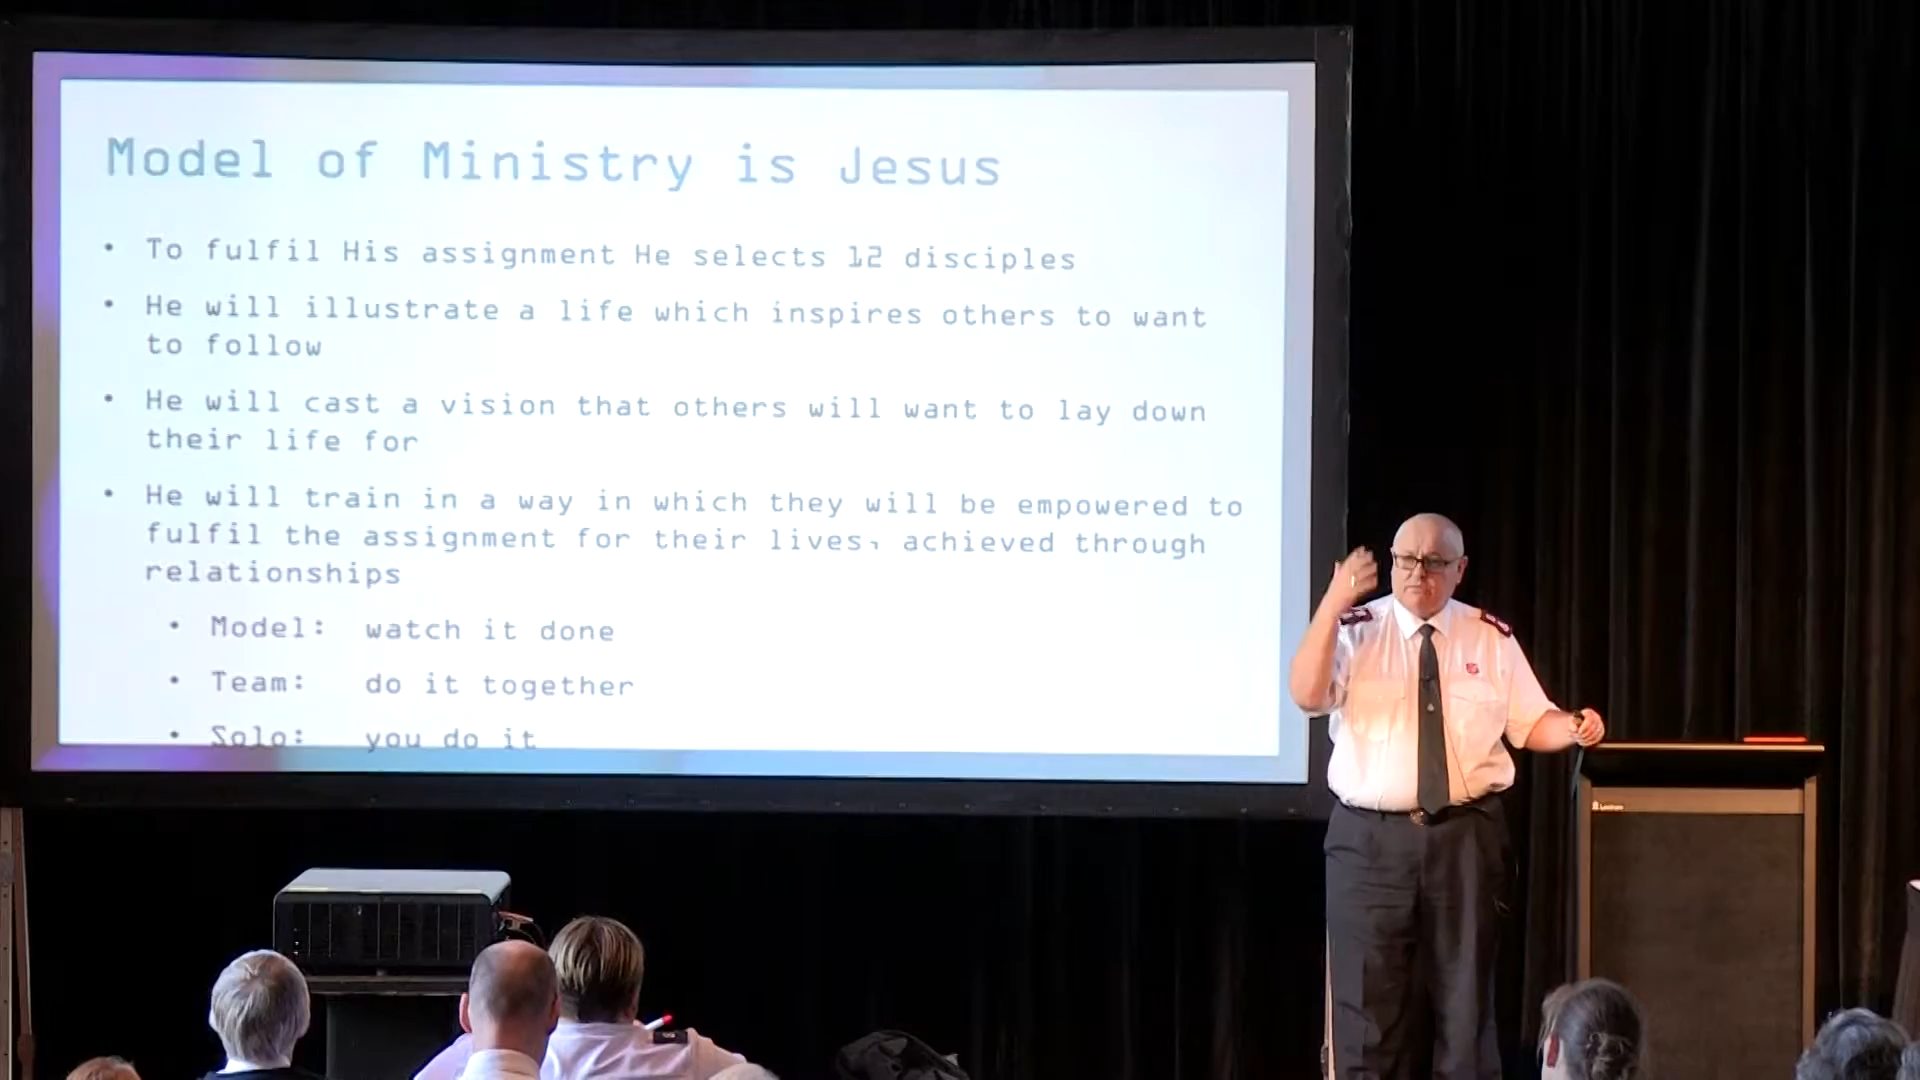 Model of Ministry is Jesus
• To fulfil His assignment He selects 12 disciples
• He will illustrate a life which inspires others to want
to follow
• He will cast a vision that others will want to lay down
their life for
• He will train in a way in which they will be empowered to
fulfil the assignment for their lives, achieved through
relationships
• Model: watch it done
• Team: do it together
• Solo: you do it